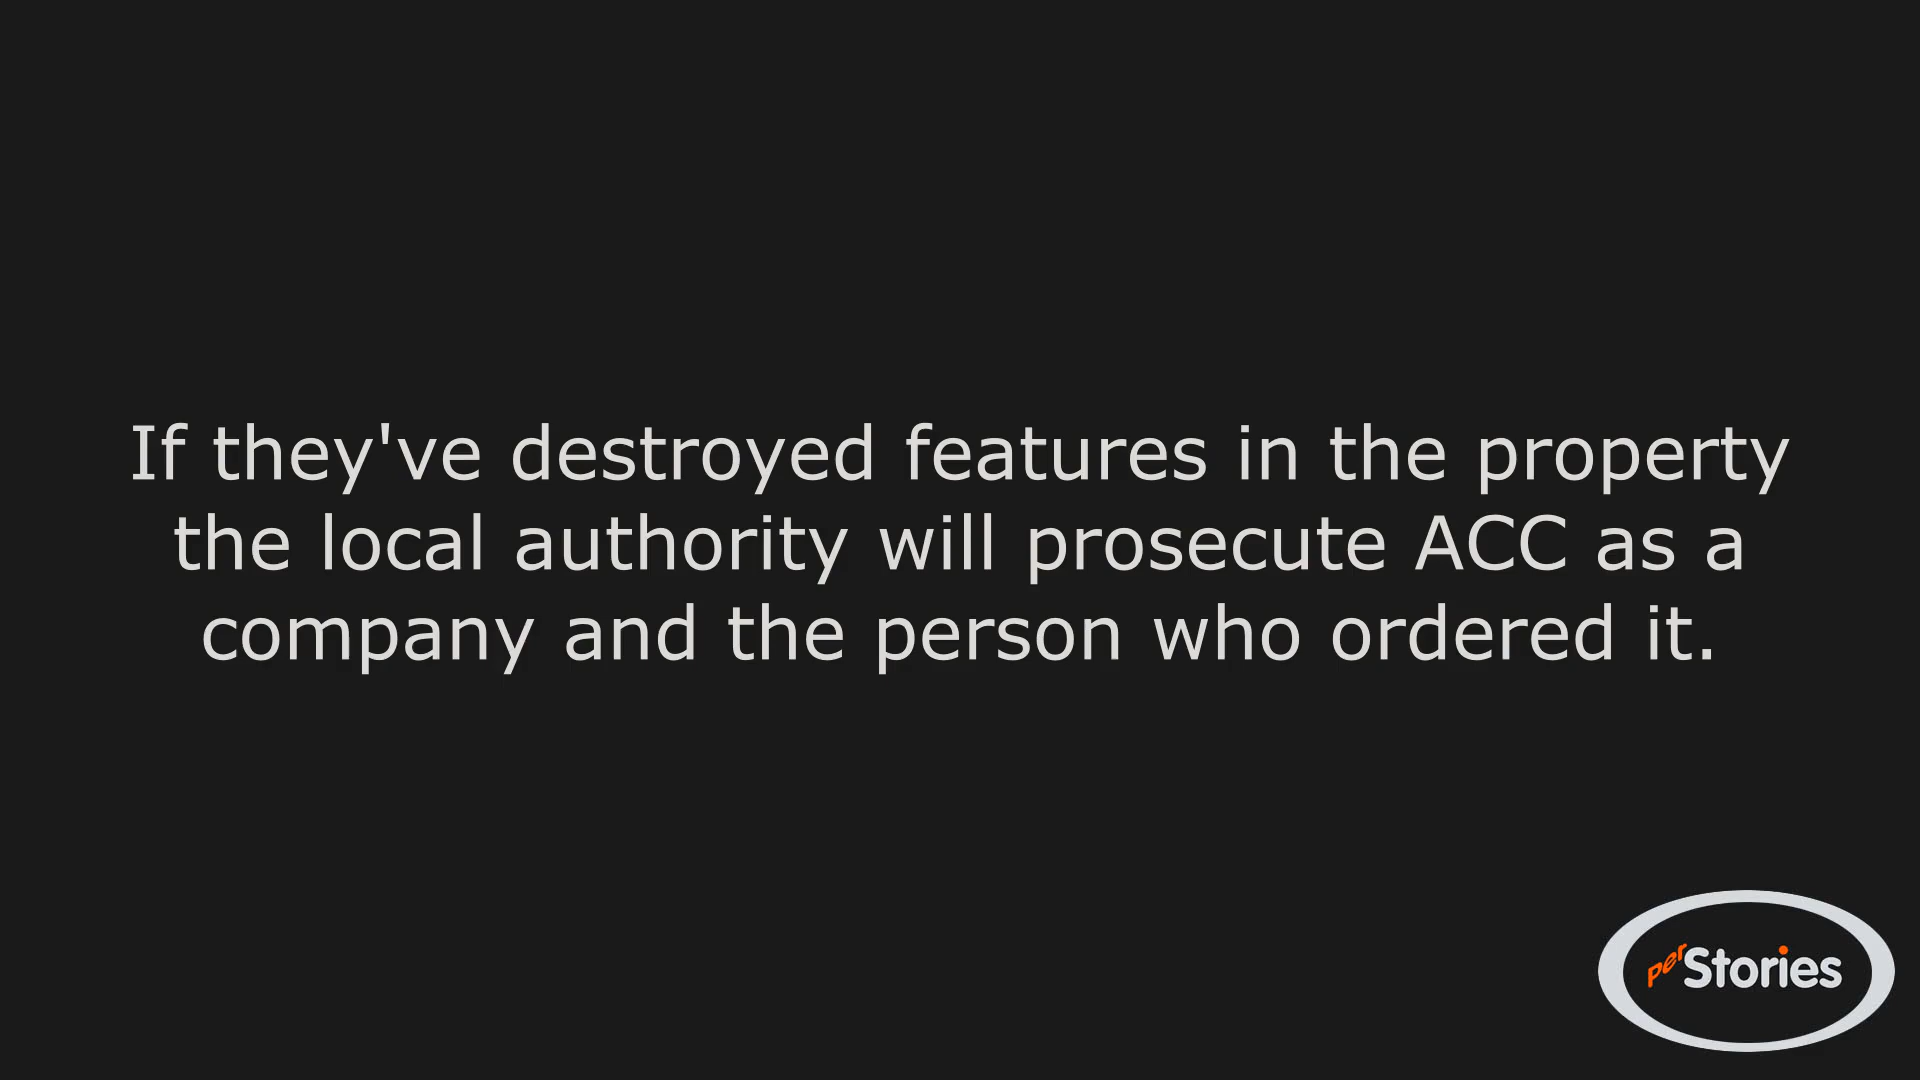 If they've destroyed features in the property
the local authority will prosecute ACC as a
company and the person who ordered it.
perStories